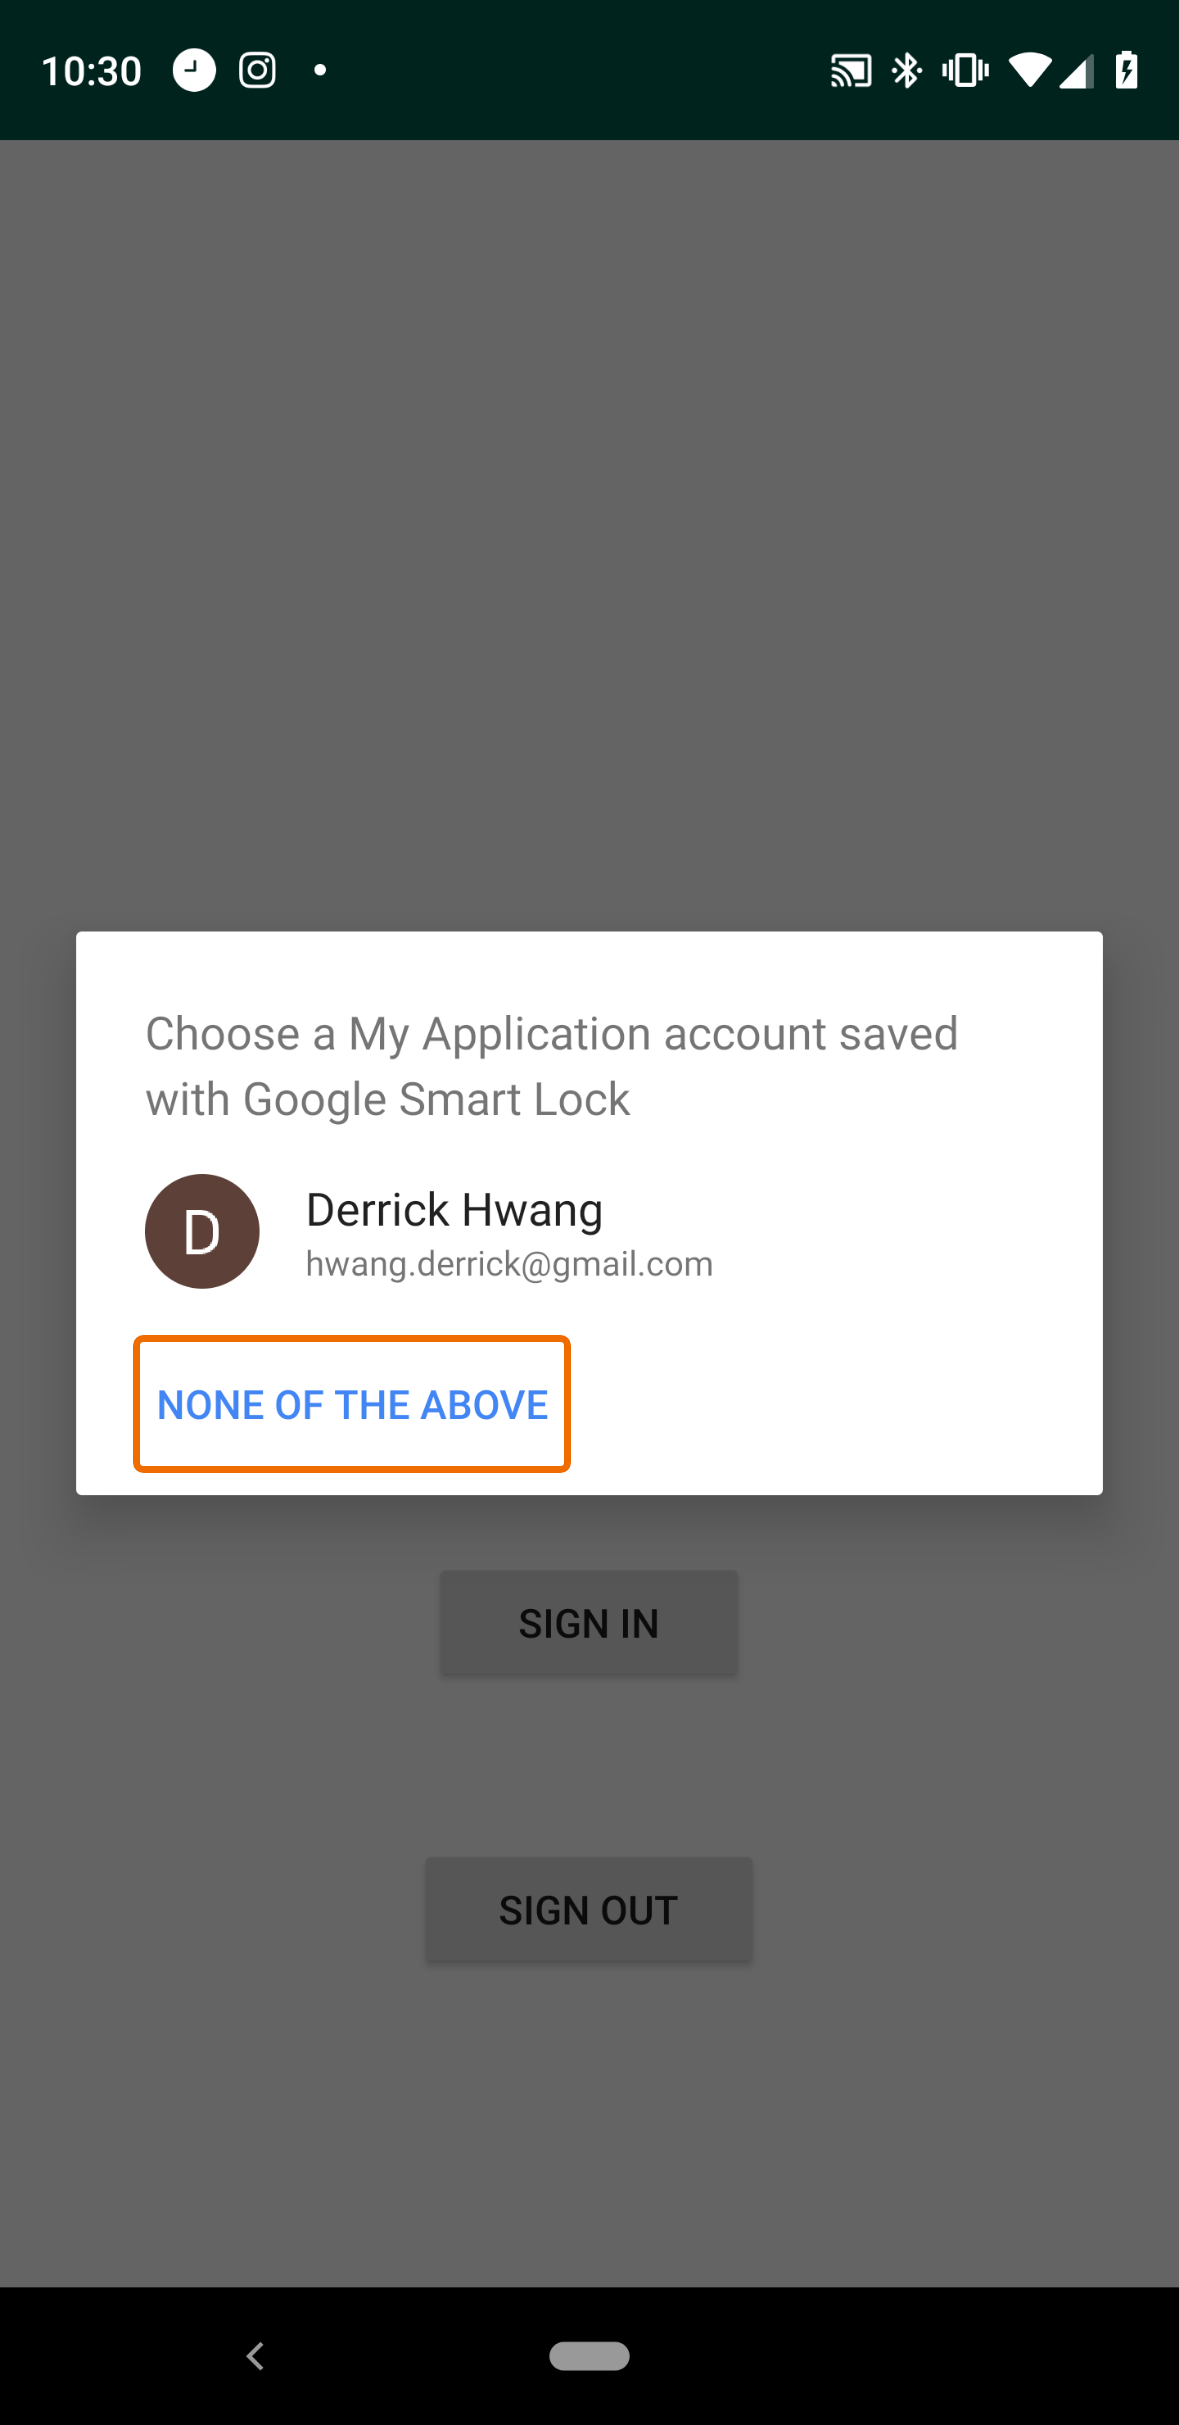 10:30
Choose a My Application account saved
with Google Smart Lock
D
Derrick Hwang
hwang.derrick@gmail.com
NONE OF THE ABOVE
SIGN IN
SIGN OUT